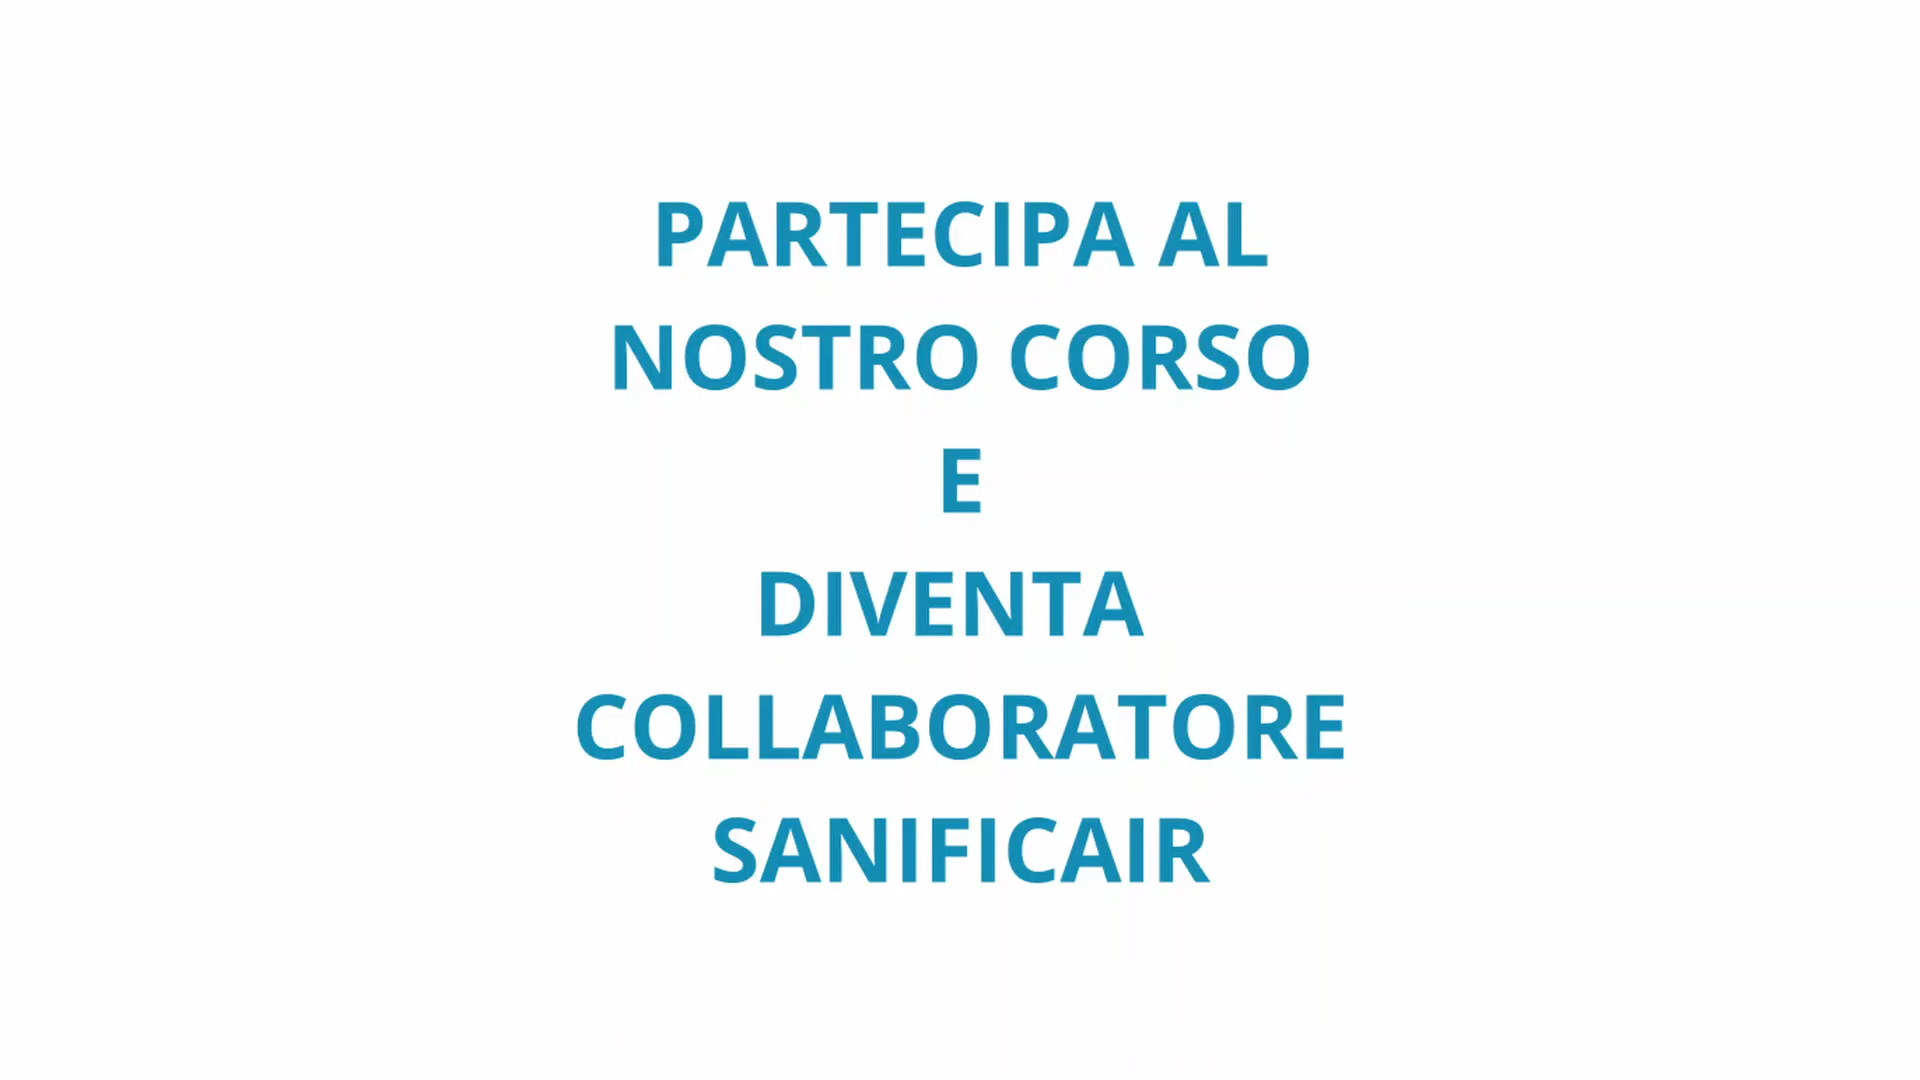 PARTECIPA AL
NOSTRO CORSO
E
DIVENTA
COLLABORATORE
SANIFICAIR